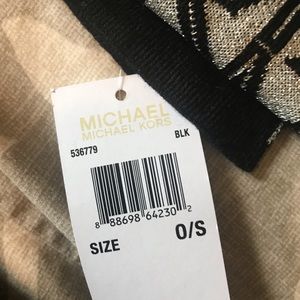 MICHAEL
MICHAEL KORS
536779 BLK
8 88698 64230 2
SIZE O/S